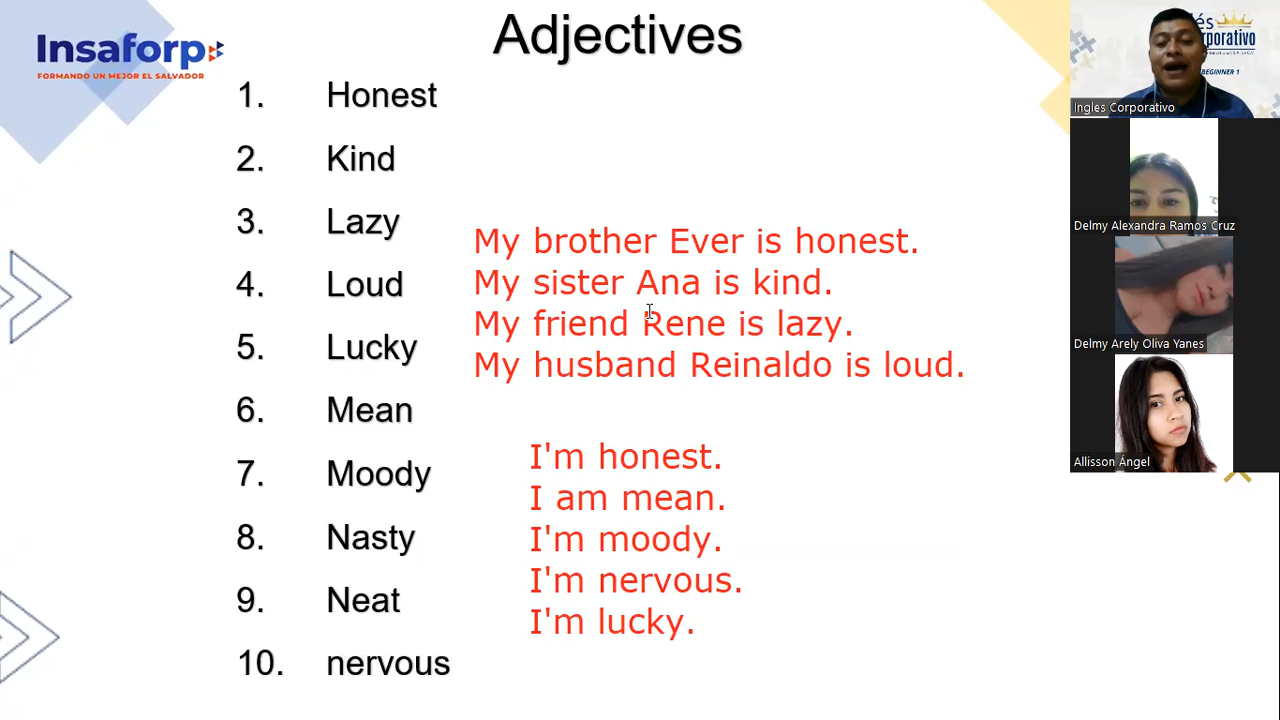 Adjectives
Insaforp
FORMANDO UN MEJOR EL SALVADOR
1. Honest
2. Kind
3. Lazy
4. Loud
5. Lucky
6. Mean
7. Moody
8. Nasty
9. Neat
10. nervous
My brother Ever is honest.
My sister Ana is kind.
My friend Rene is lazy.
My husband Reinaldo is loud.
I'm honest.
I am mean.
I'm moody.
I'm nervous.
I'm lucky.
BEGINNER 1
Ingles Corporativo
Delmy Alexandra Ramos Cruz
Delmy Arely Oliva Yanes
Allisson Ángel